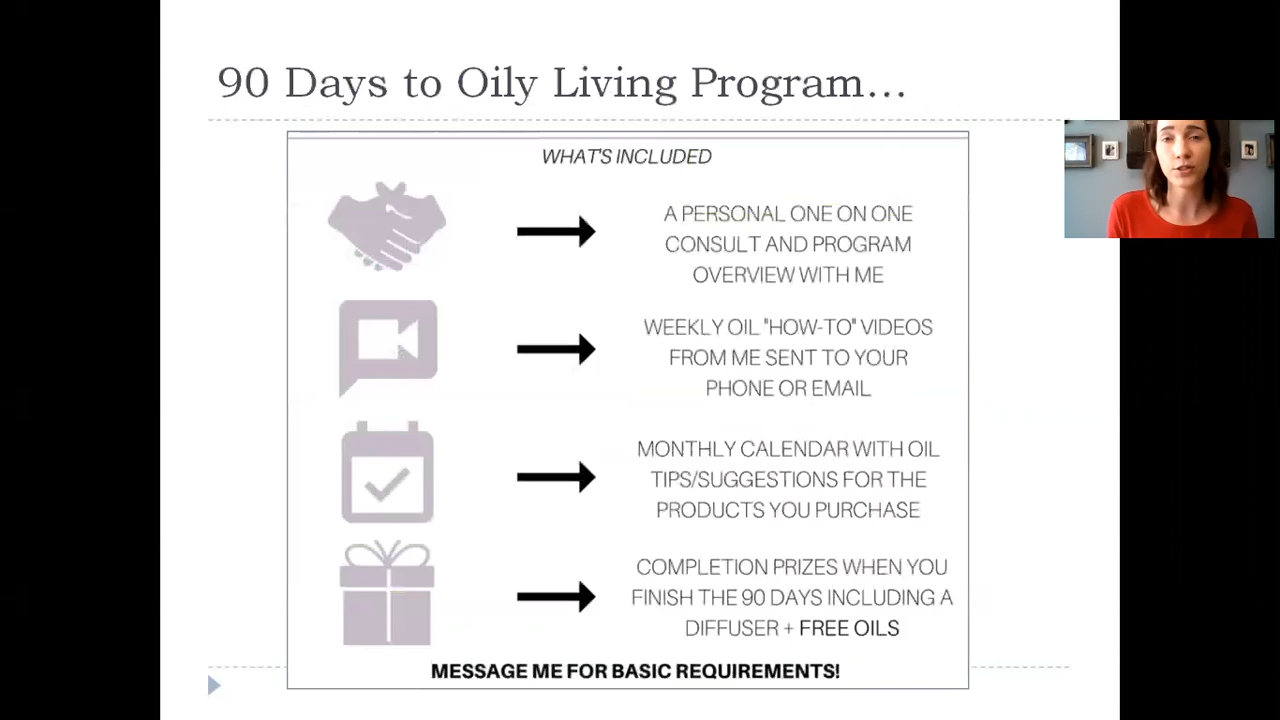 90 Days to Oily Living Program...
WHAT'S INCLUDED
A PERSONAL ONE ON ONE
CONSULT AND PROGRAM
OVERVIEW WITH ME
WEEKLY OIL "HOW-TO" VIDEOS
FROM ME SENT TO YOUR
PHONE OR EMAIL
MONTHLY CALENDAR WITH OIL
TIPS/SUGGESTIONS FOR THE
PRODUCTS YOU PURCHASE
COMPLETION PRIZES WHEN YOU
FINISH THE 90 DAYS INCLUDING A
DIFFUSER + FREE OILS
MESSAGE ME FOR BASIC REQUIREMENTS!